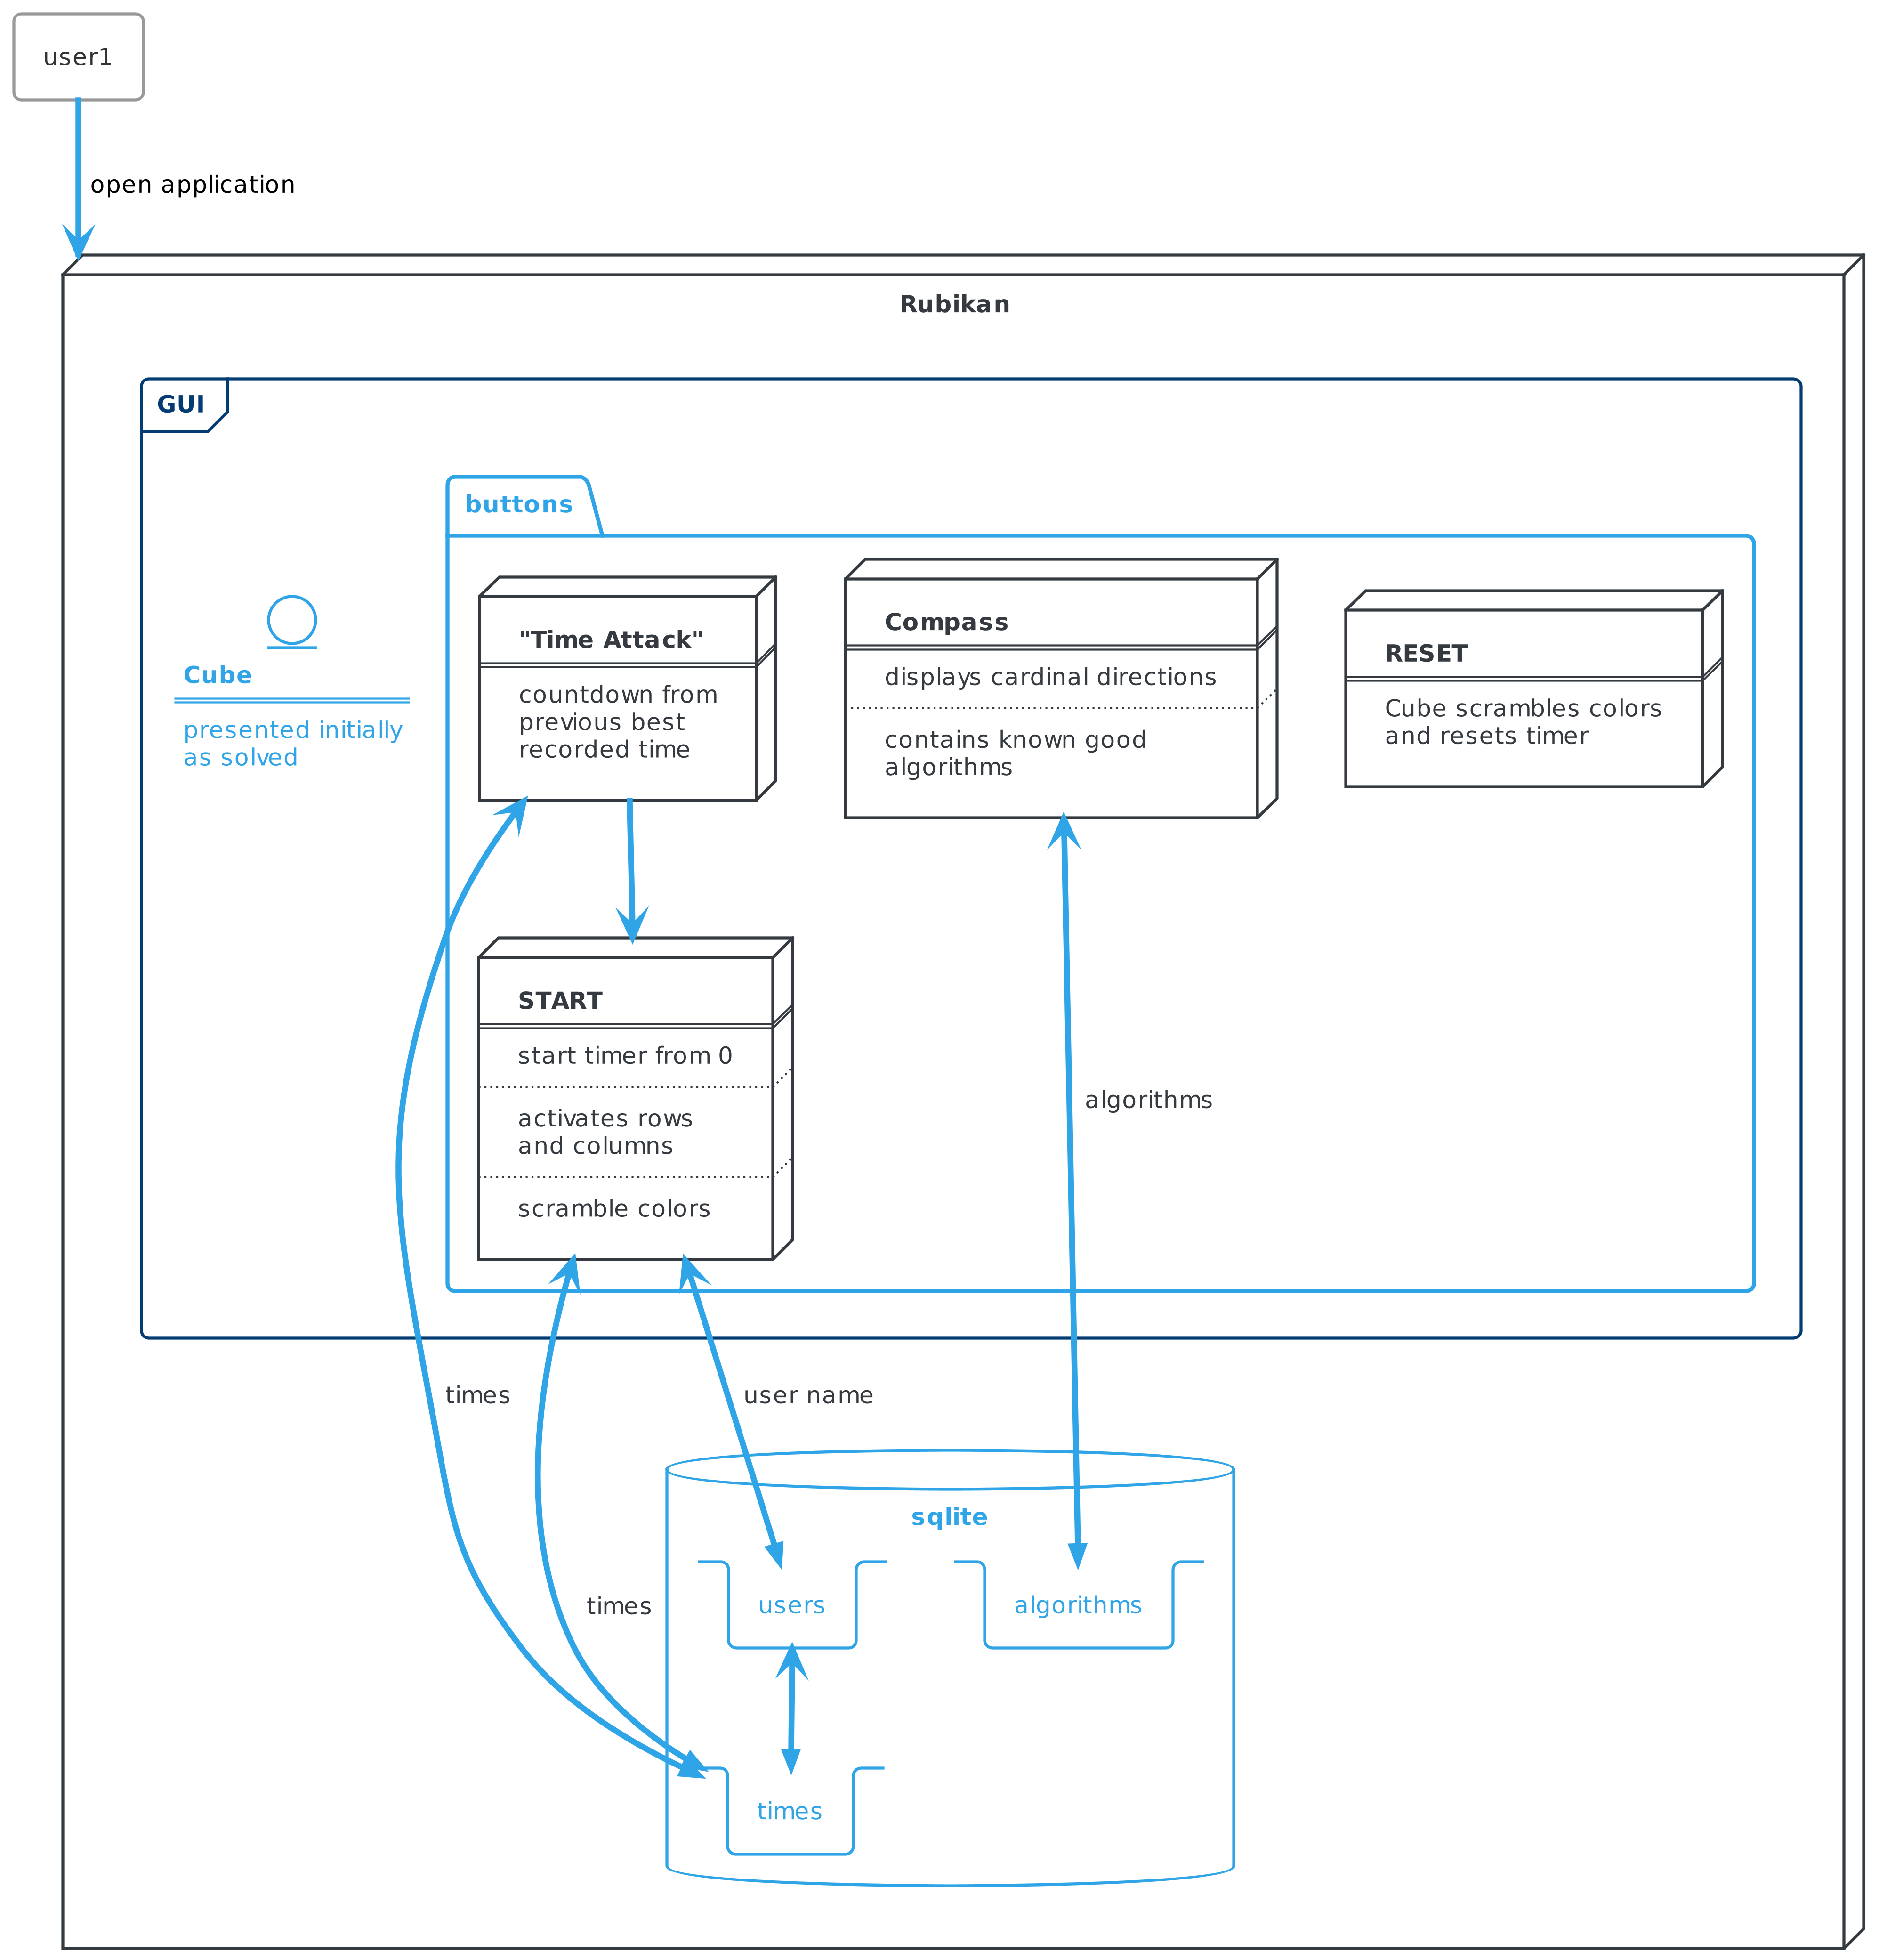 user1
open application
Rubikan
GUI
buttons
Cube
presented initially
as solved
"Time Attack"
countdown from
previous best
recorded time
Compass
displays cardinal directions
contains known good
algorithms
RESET
Cube scrambles colors
and resets timer
START
start timer from 0
activates rows
and columns
scramble colors
algorithms
times
user name
sqlite
times
users
algorithms
times